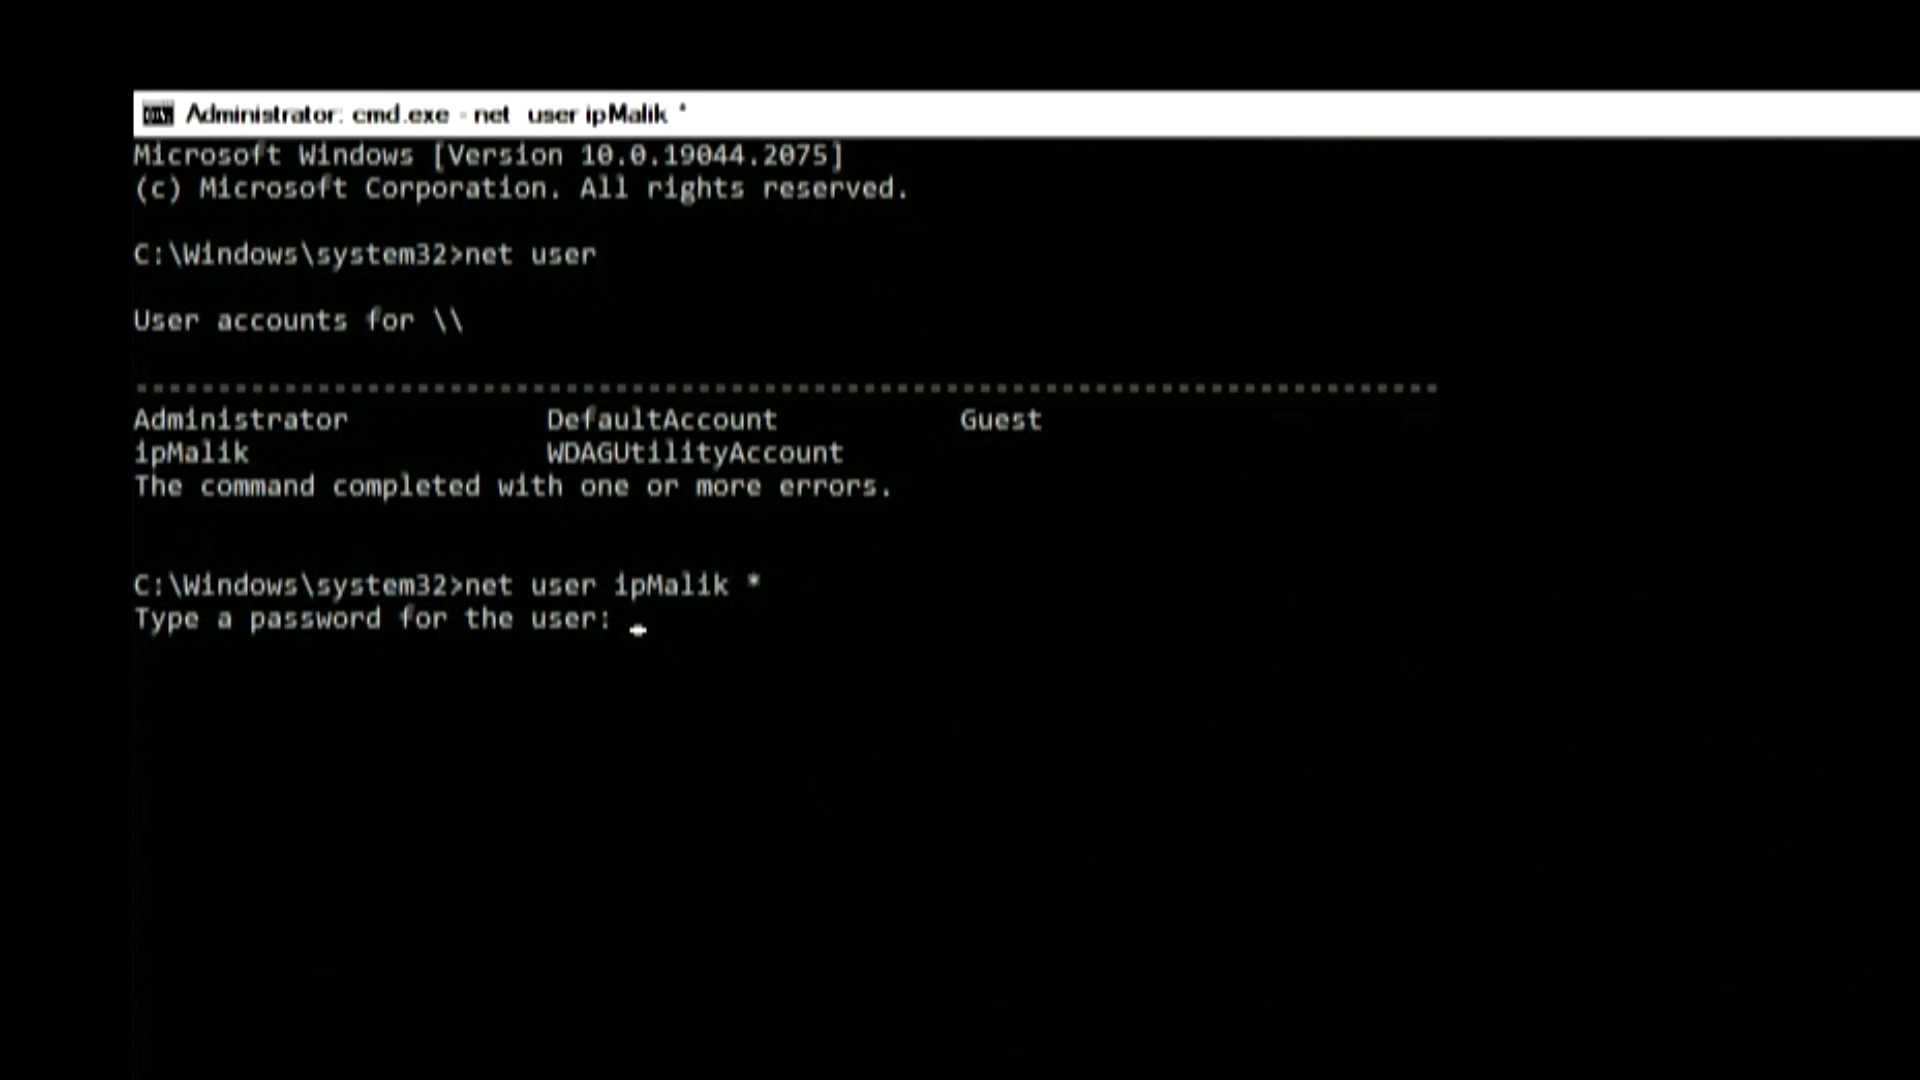 Administrator: cmd.exe - net user ipMalik *
Microsoft Windows [Version 10.0.19044.2075]
(c) Microsoft Corporation. All rights reserved.
C:\Windows\system32>net user
User accounts for \\
-------------------------------------------------------------------------------
Administrator DefaultAccount Guest
ipMalik WDAGUtilityAccount
The command completed with one or more errors.
C:\Windows\system32>net user ipMalik *
Type a password for the user: